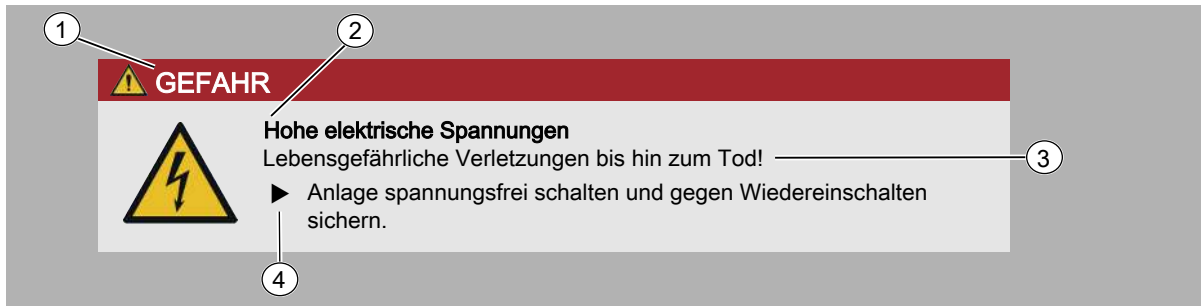 1
2
GEFAHR
Hohe elektrische Spannungen
Lebensgefährliche Verletzungen bis hin zum Tod!
3
▶ Anlage spannungsfrei schalten und gegen Wiedereinschalten
sichern.
4